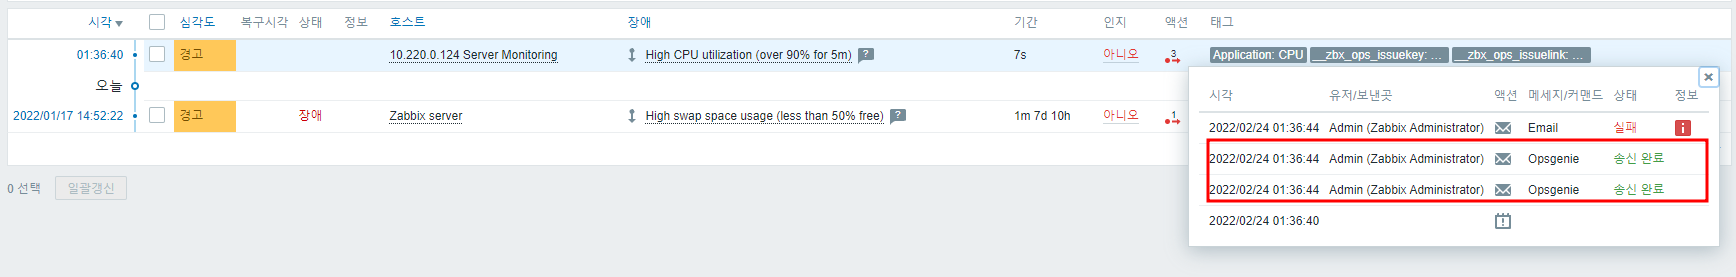 시각 심각도 복구시각 상태 정보 호스트 장애 기간 인지 액션 태그
01:36:40 경고 10.220.0.124 Server Monitoring High CPU utilization (over 90% for 5m) ? 7s 아니오 3 Application: CPU __zbx_ops_issuekey: ... __zbx_ops_issuelink: ...
오늘
2022/01/17 14:52:22 경고 장애 Zabbix server High swap space usage (less than 50% free) ? 1m 7d 10h 아니오 1
0 선택 일괄갱신
시각 유저/보낸곳 액션 메세지/커맨드 상태 정보
2022/02/24 01:36:44 Admin (Zabbix Administrator) Email 실패 i
2022/02/24 01:36:44 Admin (Zabbix Administrator) Opsgenie 송신 완료
2022/02/24 01:36:44 Admin (Zabbix Administrator) Opsgenie 송신 완료
2022/02/24 01:36:40